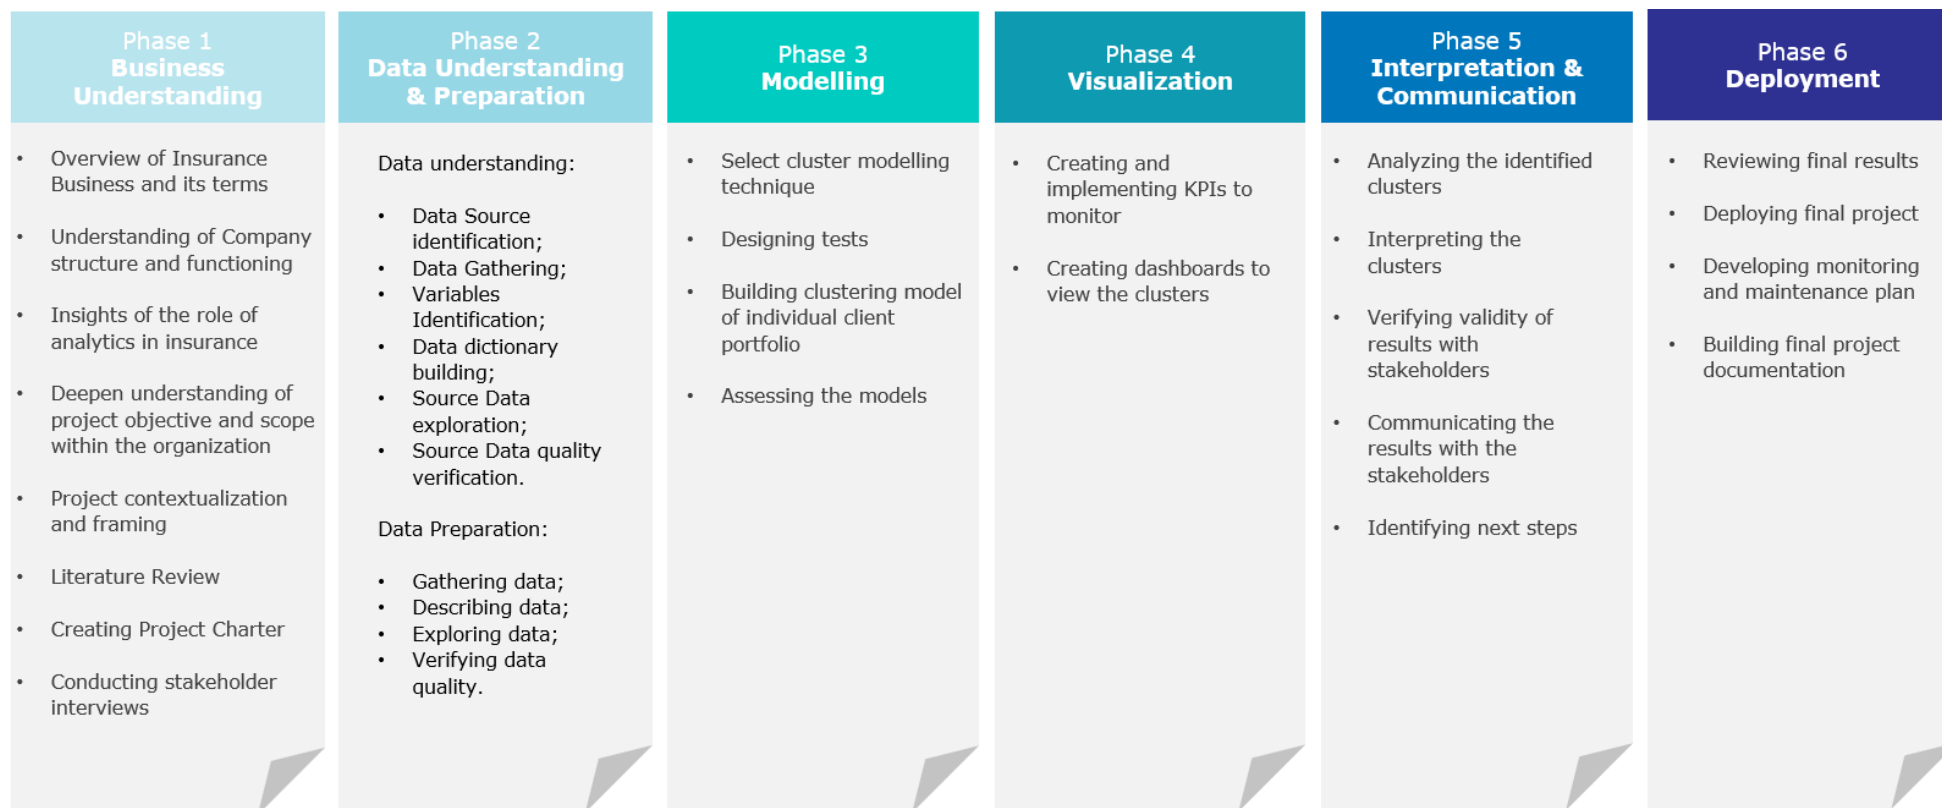 Phase 1
Business
Understanding
• Overview of Insurance
Business and its terms
• Understanding of Company
structure and functioning
• Insights of the role of
analytics in insurance
• Deepen understanding of
project objective and scope
within the organization
• Project contextualization
and framing
• Literature Review
• Creating Project Charter
• Conducting stakeholder
interviews
Phase 2
Data Understanding
& Preparation
Data understanding:
• Data Source
identification;
• Data Gathering;
• Variables
Identification;
• Data dictionary
building;
• Source Data
exploration;
• Source Data quality
verification.
Data Preparation:
• Gathering data;
• Describing data;
• Exploring data;
• Verifying data
quality.
Phase 3
Modelling
• Select cluster modelling
technique
• Designing tests
• Building clustering model
of individual client
portfolio
• Assessing the models
Phase 4
Visualization
• Creating and
implementing KPIs to
monitor
• Creating dashboards to
view the clusters
Phase 5
Interpretation &
Communication
• Analyzing the identified
clusters
• Interpreting the
clusters
• Verifying validity of
results with
stakeholders
• Communicating the
results with the
stakeholders
• Identifying next steps
Phase 6
Deployment
• Reviewing final results
• Deploying final project
• Developing monitoring
and maintenance plan
• Building final project
documentation